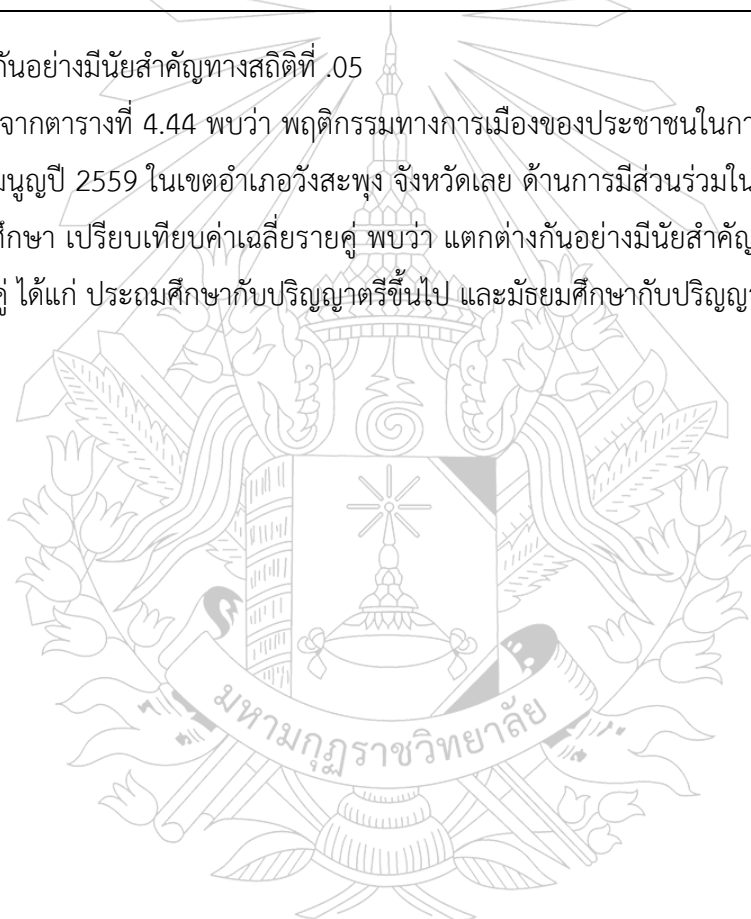 กันอย่างมีนัยสำคัญทางสถิติที่ .05
จากตารางที่ 4.44 พบว่า พฤติกรรมทางการเมืองของประชาชนในกา
มนูญปี 2559 ในเขตอำเภอวังสะพุง จังหวัดเลย ด้านการมีส่วนร่วมใน
ศึกษา เปรียบเทียบค่าเฉลี่ยรายคู่ พบว่า แตกต่างกันอย่างมีนัยสำคัญ
คู่ ได้แก่ ประถมศึกษากับปริญญาตรีขึ้นไป และมัธยมศึกษากับปริญญา
มหามกุฏราชวิทยาลัย